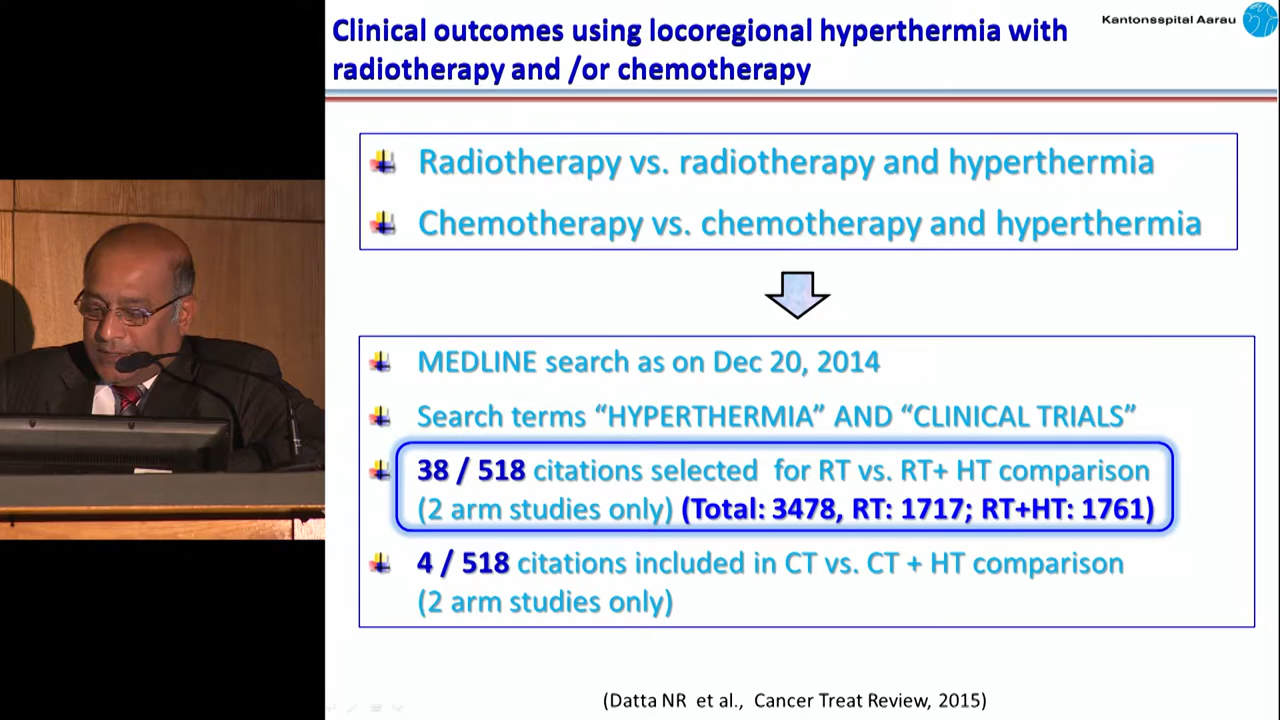 Kantonsspital Aarau
Clinical outcomes using locoregional hyperthermia with
radiotherapy and /or chemotherapy
Radiotherapy vs. radiotherapy and hyperthermia
Chemotherapy vs. chemotherapy and hyperthermia
MEDLINE search as on Dec 20, 2014
Search terms “HYPERTHERMIA” AND “CLINICAL TRIALS”
38 / 518 citations selected for RT vs. RT+ HT comparison
(2 arm studies only) (Total: 3478, RT: 1717; RT+HT: 1761)
4 / 518 citations included in CT vs. CT + HT comparison
(2 arm studies only)
(Datta NR et al., Cancer Treat Review, 2015)